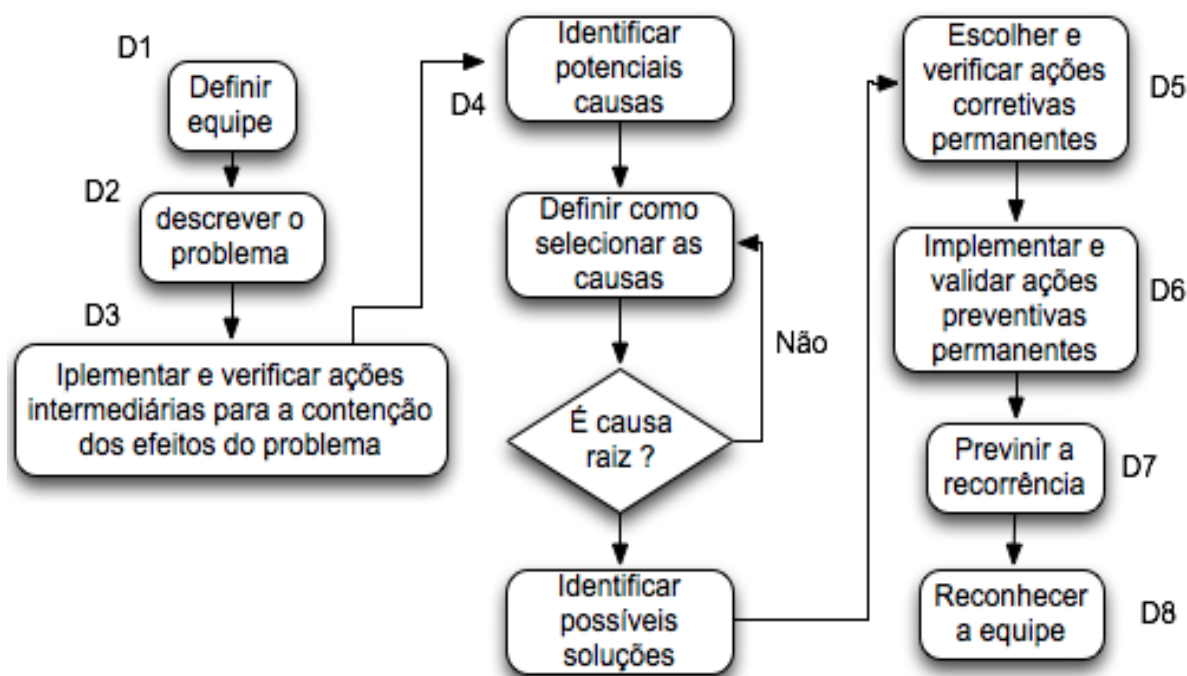 D1
Definir
equipe
D2
descrever o
problema
D3
Iplementar e verificar ações
intermediárias para a contenção
dos efeitos do problema
D4
Identificar
potenciais
causas
Definir como
selecionar as
causas
É causa
raiz ?
Não
Identificar
possíveis
soluções
Escolher e
verificar ações
corretivas
permanentes
D5
Implementar e
validar ações
preventivas
permanentes
D6
Previnir a
recorrência
D7
Reconhecer
a equipe
D8